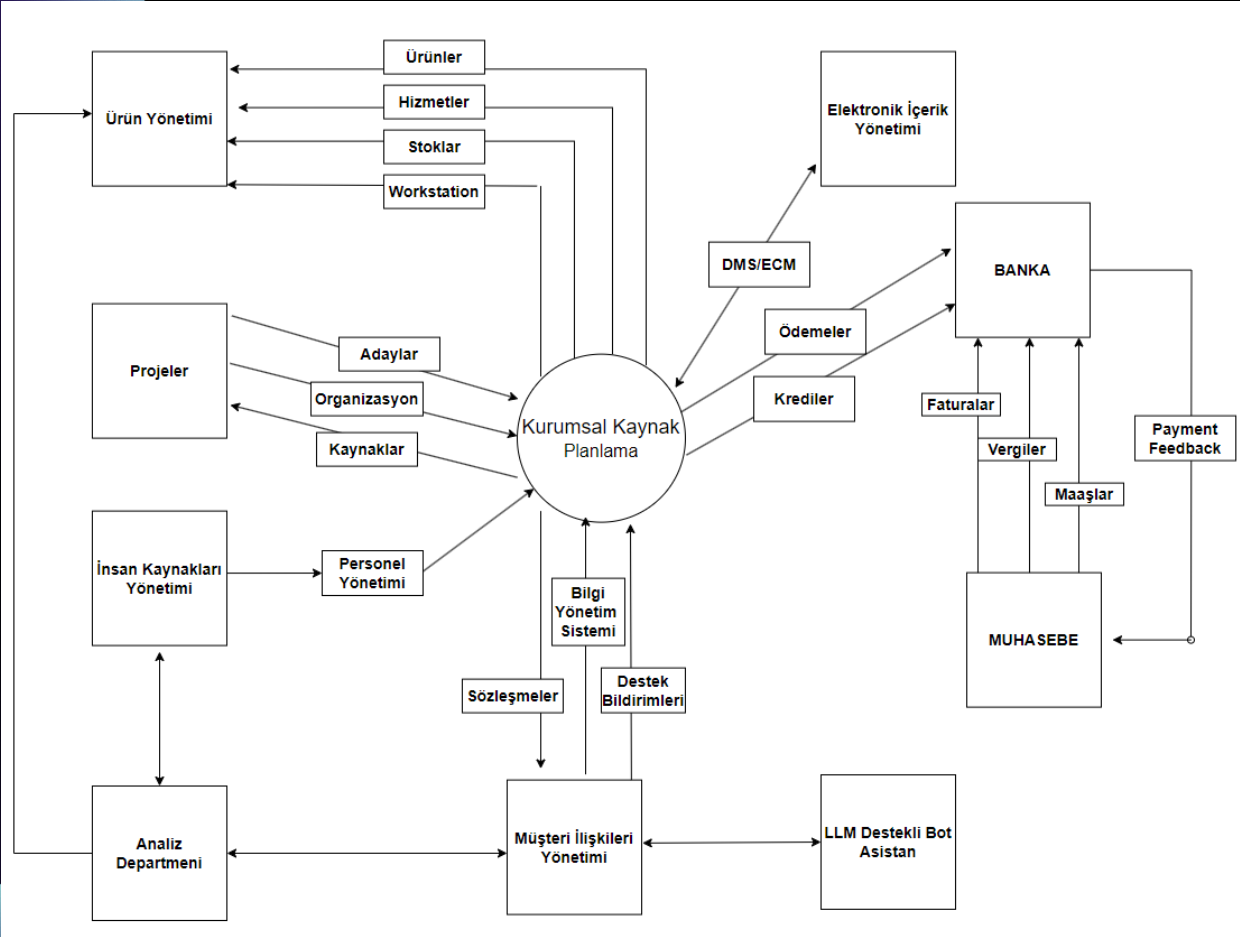 Ürünler
Hizmetler
Stoklar
Workstation
Ürün Yönetimi
Elektronik İçerik
Yönetimi
DMS/ECM
BANKA
Ödemeler
Krediler
Projeler
Adaylar
Organizasyon
Kaynaklar
Kurumsal Kaynak
Planlama
Faturalar
Vergiler
Maaşlar
Payment
Feedback
İnsan Kaynakları
Yönetimi
Personel
Yönetimi
Bilgi
Yönetim
Sistemi
MUHASEBE
Sözleşmeler
Destek
Bildirimleri
Analiz
Departmeni
Müşteri İlişkileri
Yönetimi
LLM Destekli Bot
Asistan